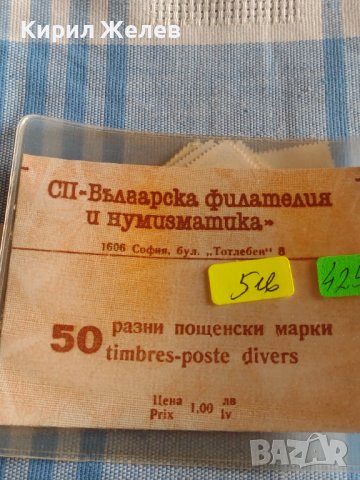 Кирил Желев
СП-Българска филателия
и нумизматика»
1606 София, бул. „Тотлебен" 8
50 разни пощенски марки
timbres-poste divers
Цена 1,00 лв
Prix lv
BAZAR